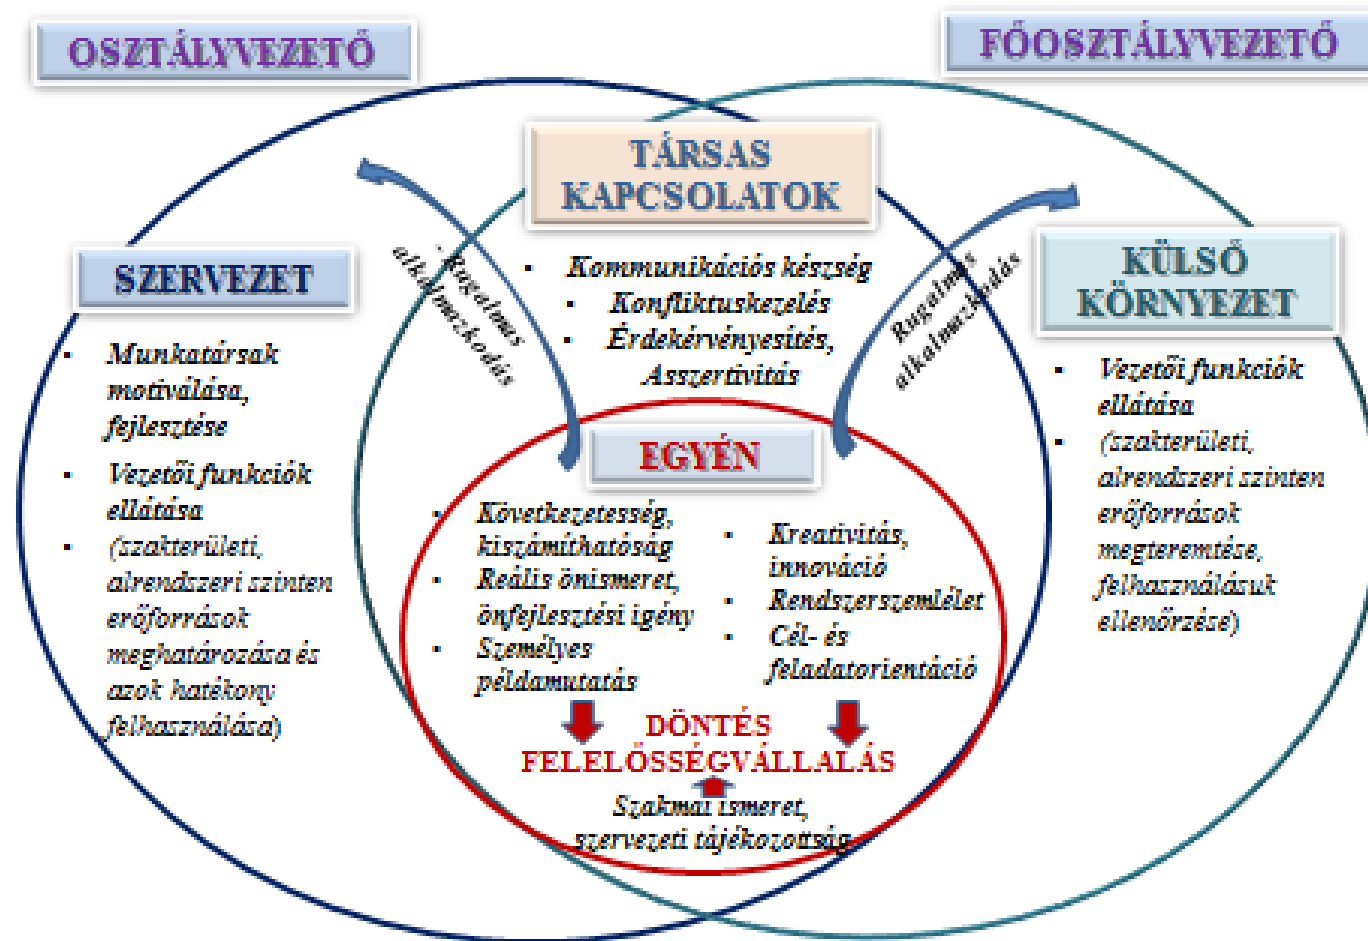 OSZTÁLYVEZETŐ
FŐOSZTÁLYVEZETŐ
TÁRSAS
KAPCSOLATOK
▪ Kommunikációs készség
▪ Konfliktuskezelés
▪ Érdekérvényesítés,
Asszertivitás
SZERVEZET
▪ Munkatársak
motiválása,
fejlesztése
▪ Vezetői funkciók
ellátása
▪ (szakterületi,
alrendszeri szinten
erőforrások
meghatározása és
azok hatékony
felhasználása)
Rugalmas
alkalmazkodás
Rugalmas
alkalmazkodás
KÜLSŐ
KÖRNYEZET
▪ Vezetői funkciók
ellátása
▪ (szakterületi,
alrendszeri szinten
erőforrások
megteremtése,
felhasználásuk
ellenőrzése)
EGYÉN
▪ Következetesség,
kiszámíthatóság
▪ Reális önismeret,
önfejlesztési igény
▪ Személyes
példamutatás
▪ Kreativitás,
innováció
▪ Rendszerszemlélet
▪ Cél- és
feladatorientáció
DÖNTÉS
FELELŐSSÉGVÁLLALÁS
Szakmai ismeret,
szervezeti tájékozottság